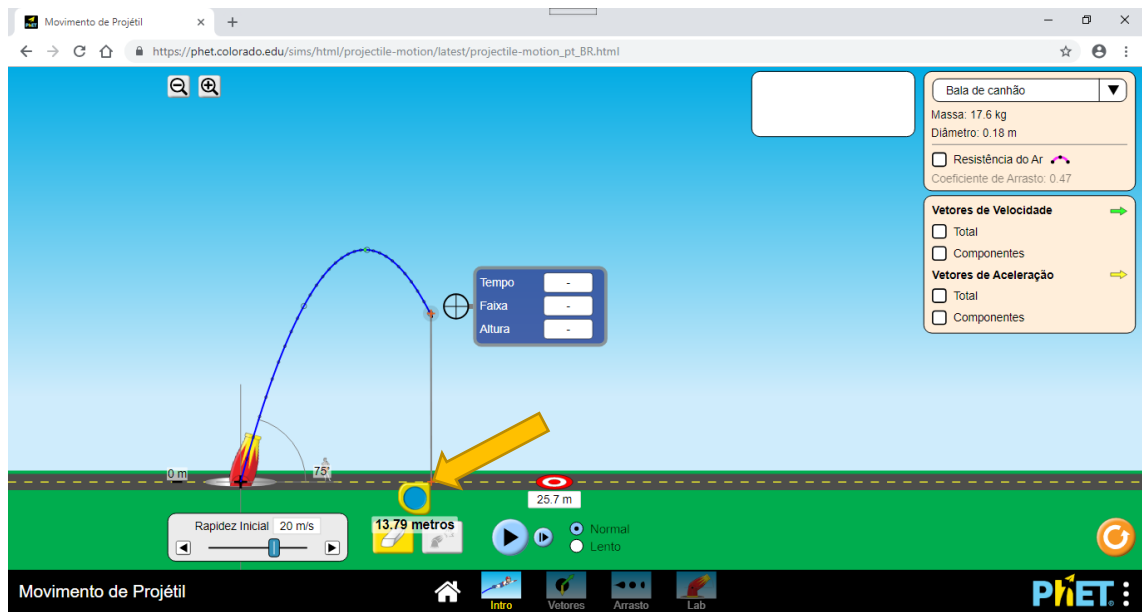 Movimento de Projétil
https://phet.colorado.edu/sims/html/projectile-motion/latest/projectile-motion_pt_BR.html
Bala de canhão
Massa: 17.6 kg
Diâmetro: 0.18 m
Resistência do Ar
Coeficiente de Arrasto: 0.47
Vetores de Velocidade
Total
Componentes
Vetores de Aceleração
Total
Componentes
Tempo -
Faixa -
Altura -
0 m
75°
25.7 m
13.79 metros
Rapidez Inicial 20 m/s
Normal
Lento
Movimento de Projétil
Intro
Vetores
Arrasto
Lab
PhET